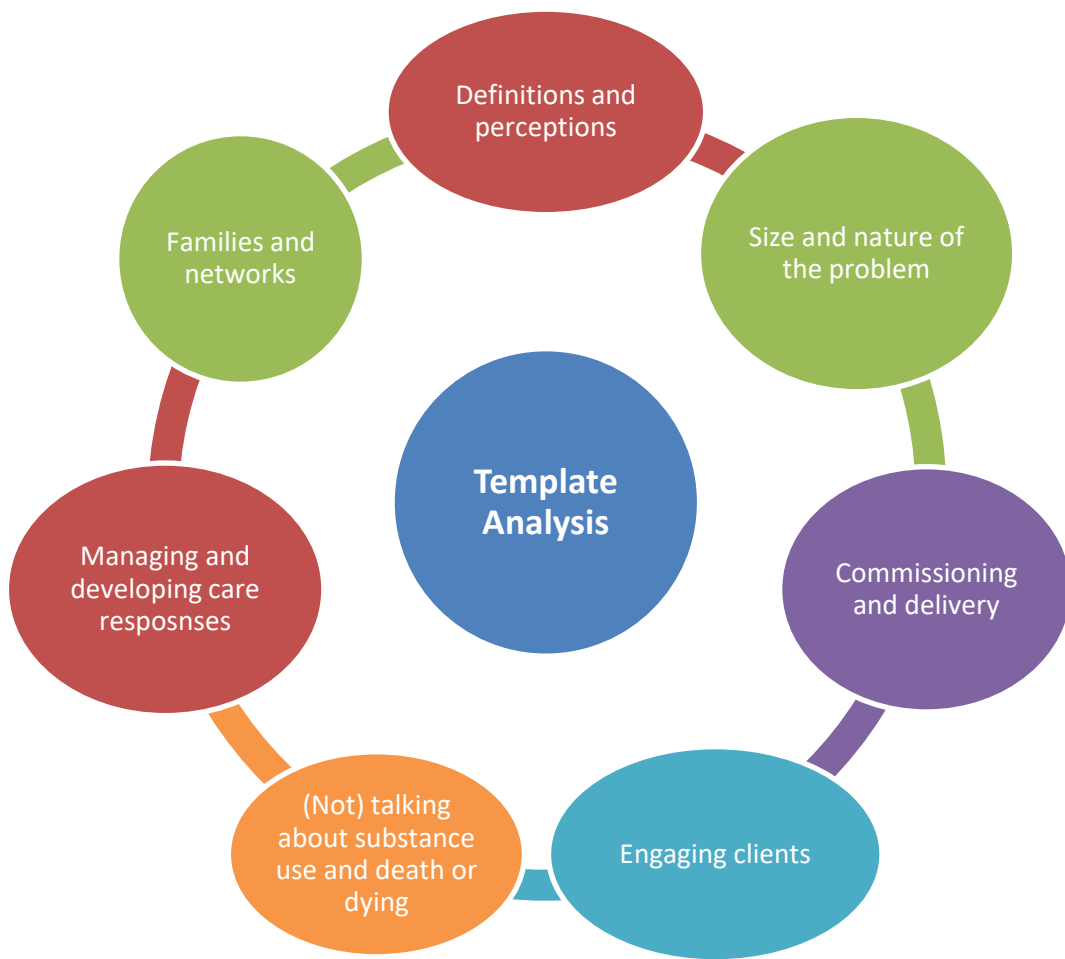 Definitions and
perceptions
Size and nature of
the problem
Commissioning
and delivery
Engaging clients
(Not) talking
about substance
use and death or
dying
Managing and
developing care
resposnses
Families and
networks
Template
Analysis